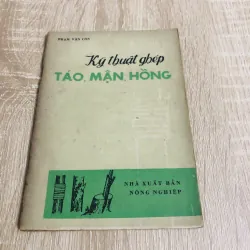 Kỹ thuật ghép
TÁO, MẬN, HỒNG
NHÀ XUẤT BẢN
NÔNG NGHIỆP